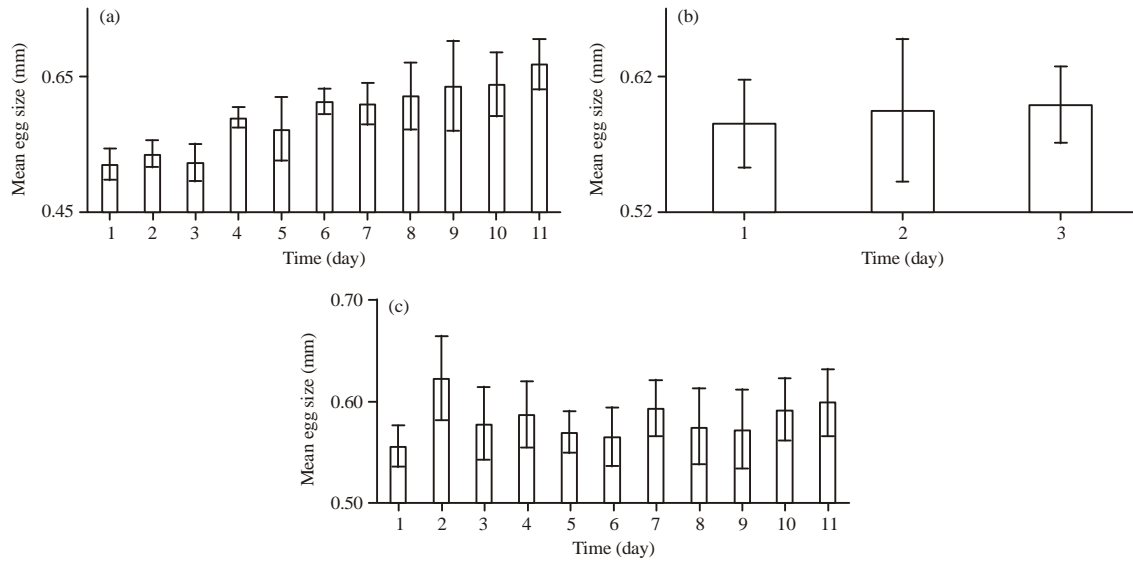 (a)
Mean egg size (mm)
0.65
0.45
1 2 3 4 5 6 7 8 9 10 11
Time (day)
(b)
Mean egg size (mm)
0.62
0.52
1 2 3
Time (day)
(c)
Mean egg size (mm)
0.70
0.60
0.50
1 2 3 4 5 6 7 8 9 10 11
Time (day)